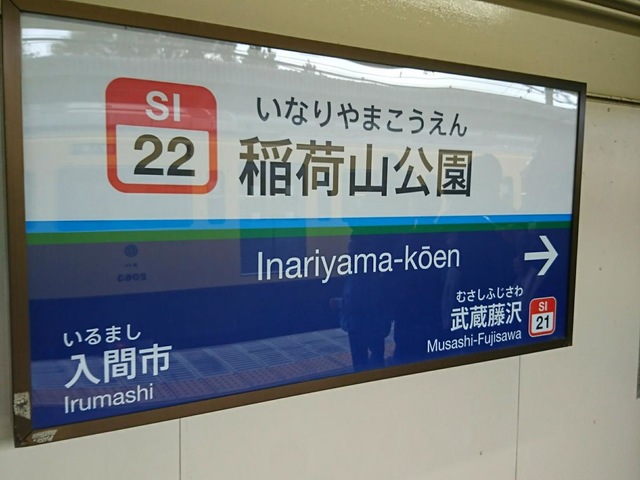 SI
22
いなりやまこうえん
稲荷山公園
Inariyama-kōen
いるまし
入間市
Irumashi
むさしふじさわ
武蔵藤沢
Musashi-Fujisawa
SI
21